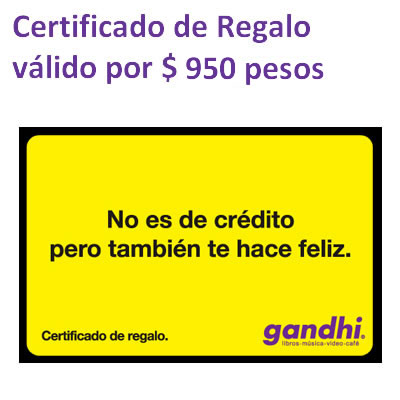 Certificado de Regalo
válido por $ 950 pesos
No es de crédito
pero también te hace feliz.
Certificado de regalo.
gandhi®
libros-música-video-café